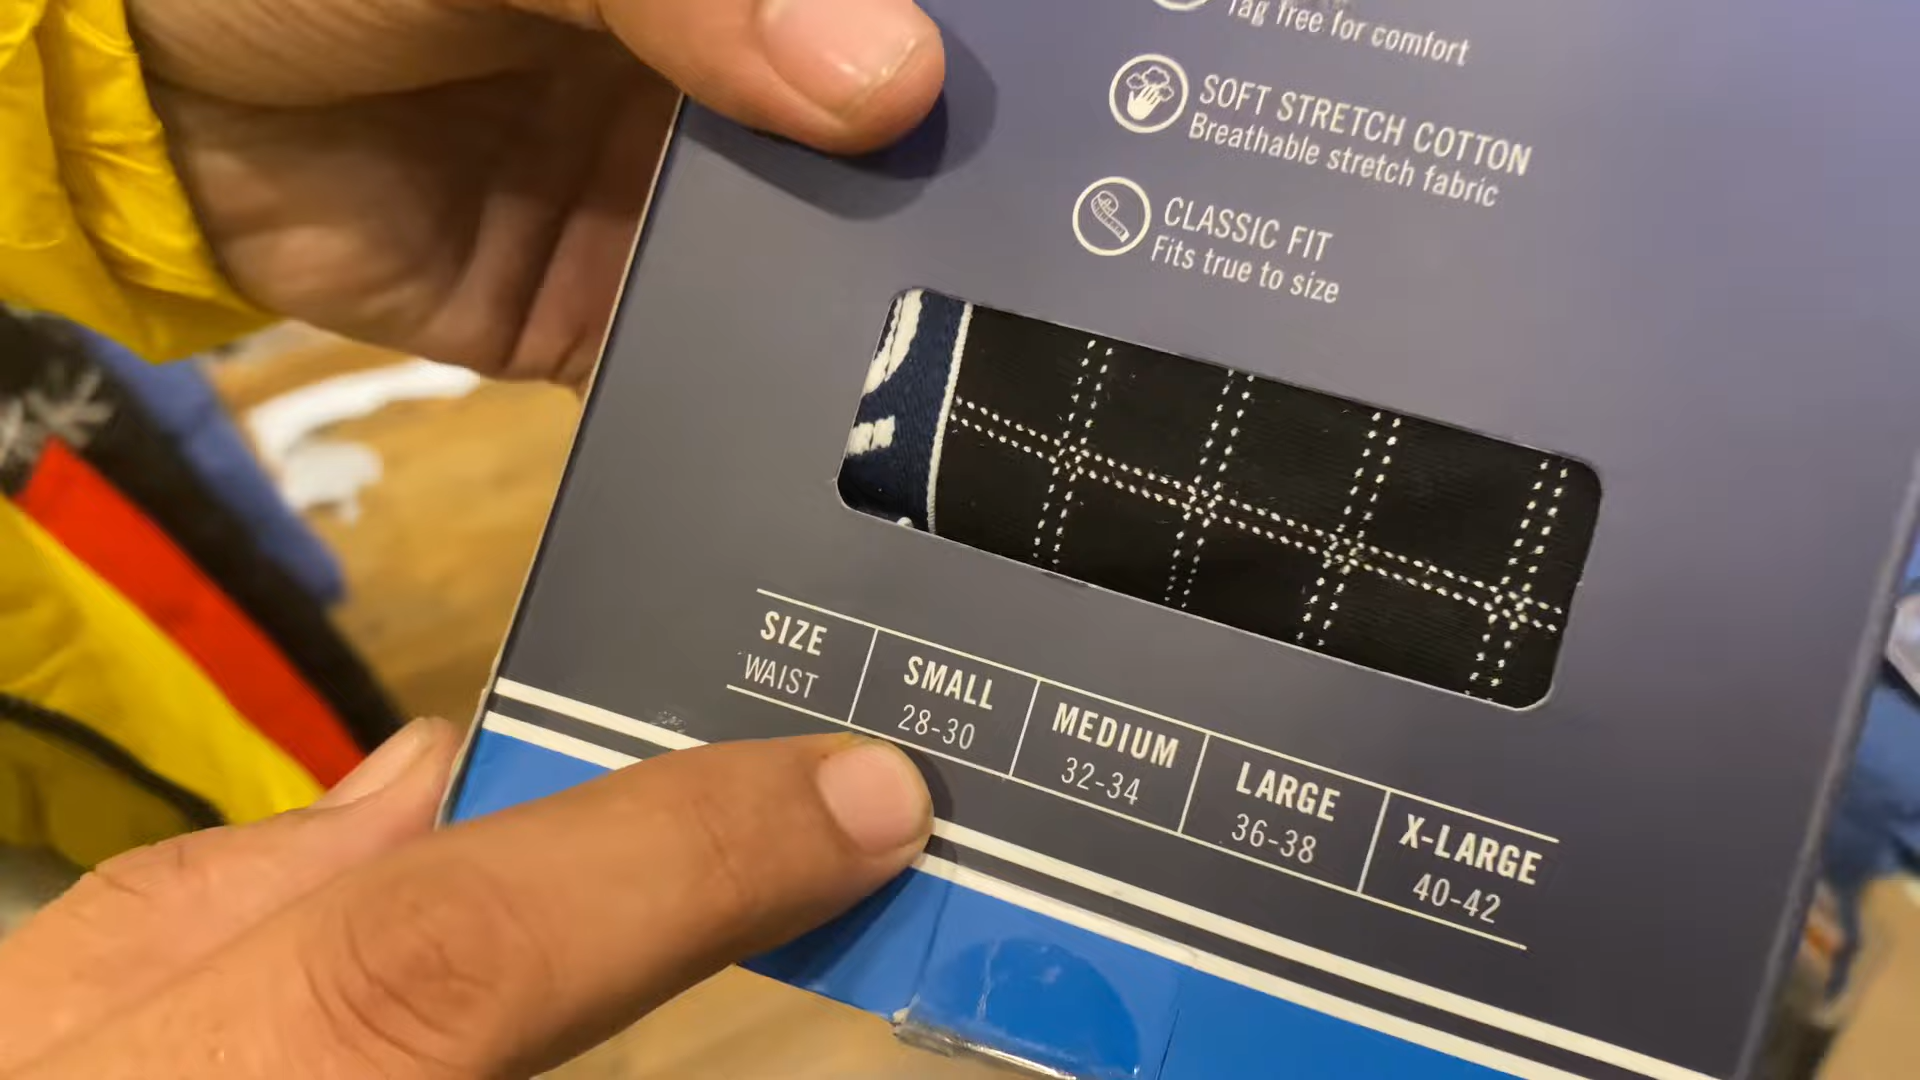 Tag free for comfort
SOFT STRETCH COTTON
Breathable stretch fabric
CLASSIC FIT
Fits true to size
SIZE SMALL MEDIUM LARGE X-LARGE
WAIST 28-30 32-34 36-38 40-42